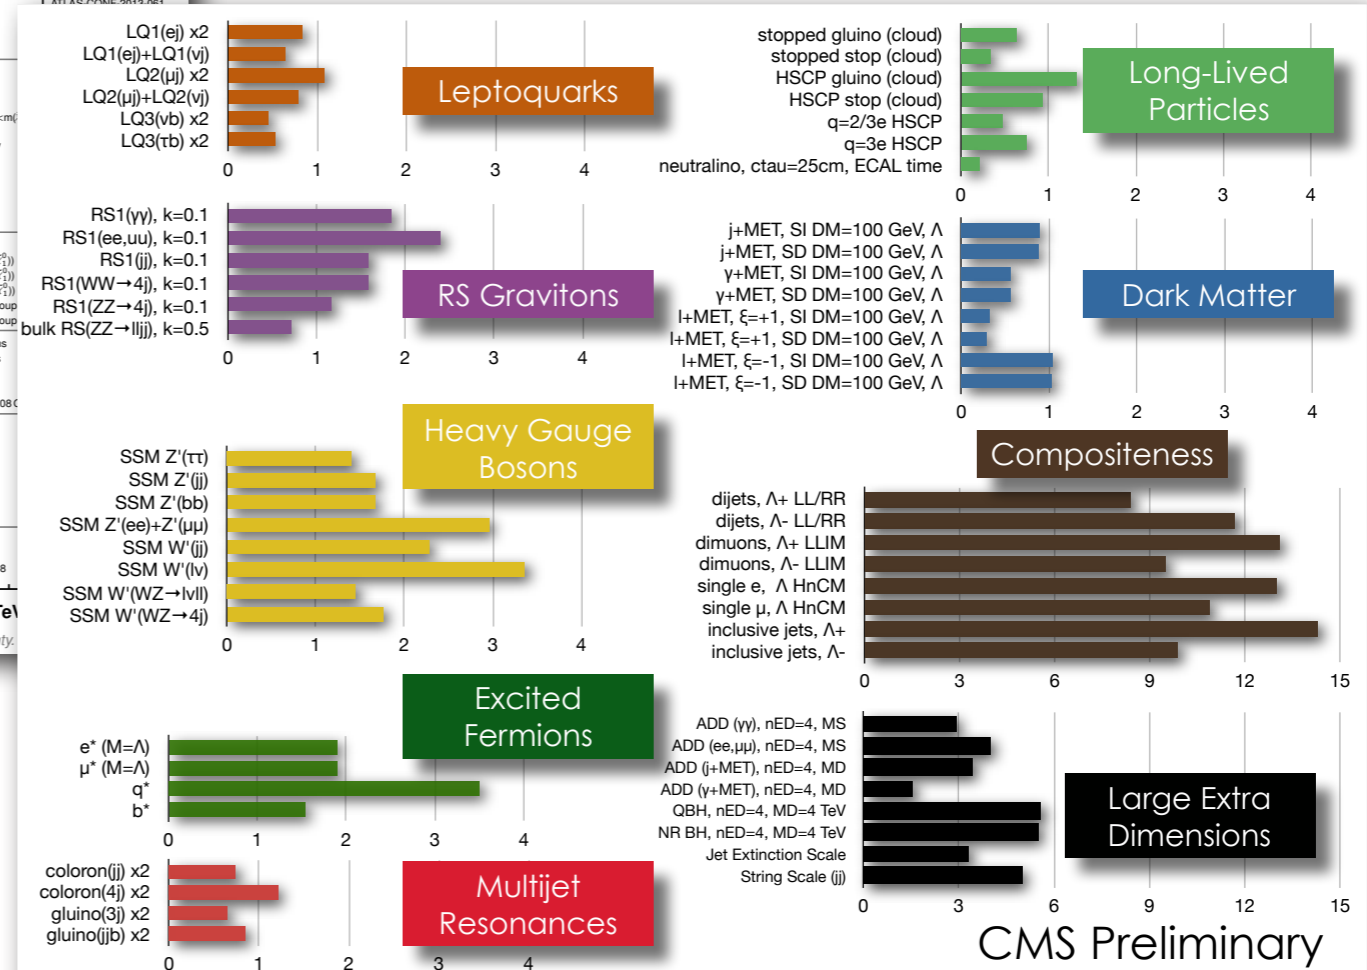 ATLAS-CONF-2013-061
LQ1(ej) x2
LQ1(ej)+LQ1(νj)
LQ2(μj) x2
LQ2(μj)+LQ2(νj)
LQ3(νb) x2
LQ3(τb) x2
0 1 2 3 4
Leptoquarks
stopped gluino (cloud)
stopped stop (cloud)
HSCP gluino (cloud)
HSCP stop (cloud)
q=2/3e HSCP
q=3e HSCP
neutralino, ctau=25cm, ECAL time
0 1 2 3 4
Long-Lived
Particles
RS1(γγ), k=0.1
RS1(ee,uu), k=0.1
RS1(jj), k=0.1
RS1(WW→4j), k=0.1
RS1(ZZ→4j), k=0.1
bulk RS(ZZ→lljj), k=0.5
0 1 2 3 4
RS Gravitons
j+MET, SI DM=100 GeV, Λ
j+MET, SD DM=100 GeV, Λ
γ+MET, SI DM=100 GeV, Λ
γ+MET, SD DM=100 GeV, Λ
l+MET, ξ=+1, SI DM=100 GeV, Λ
l+MET, ξ=+1, SD DM=100 GeV, Λ
l+MET, ξ=-1, SI DM=100 GeV, Λ
l+MET, ξ=-1, SD DM=100 GeV, Λ
0 1 2 3 4
Dark Matter
Heavy Gauge
Bosons
SSM Z'(ττ)
SSM Z'(jj)
SSM Z'(bb)
SSM Z'(ee)+Z'(μμ)
SSM W'(jj)
SSM W'(lν)
SSM W'(WZ→lνll)
SSM W'(WZ→4j)
0 1 2 3 4
Compositeness
dijets, Λ+ LL/RR
dijets, Λ- LL/RR
dimuons, Λ+ LLIM
dimuons, Λ- LLIM
single e, Λ HnCM
single μ, Λ HnCM
inclusive jets, Λ+
inclusive jets, Λ-
0 3 6 9 12 15
Excited
Fermions
e* (M=Λ)
μ* (M=Λ)
q*
b*
0 1 2 3 4
ADD (γγ), nED=4, MS
ADD (ee,μμ), nED=4, MS
ADD (j+MET), nED=4, MD
ADD (γ+MET), nED=4, MD
QBH, nED=4, MD=4 TeV
NR BH, nED=4, MD=4 TeV
Jet Extinction Scale
String Scale (jj)
0 3 6 9 12 15
Large Extra
Dimensions
coloron(jj) x2
coloron(4j) x2
gluino(3j) x2
gluino(jjb) x2
0 1 2 3 4
Multijet
Resonances
CMS Preliminary